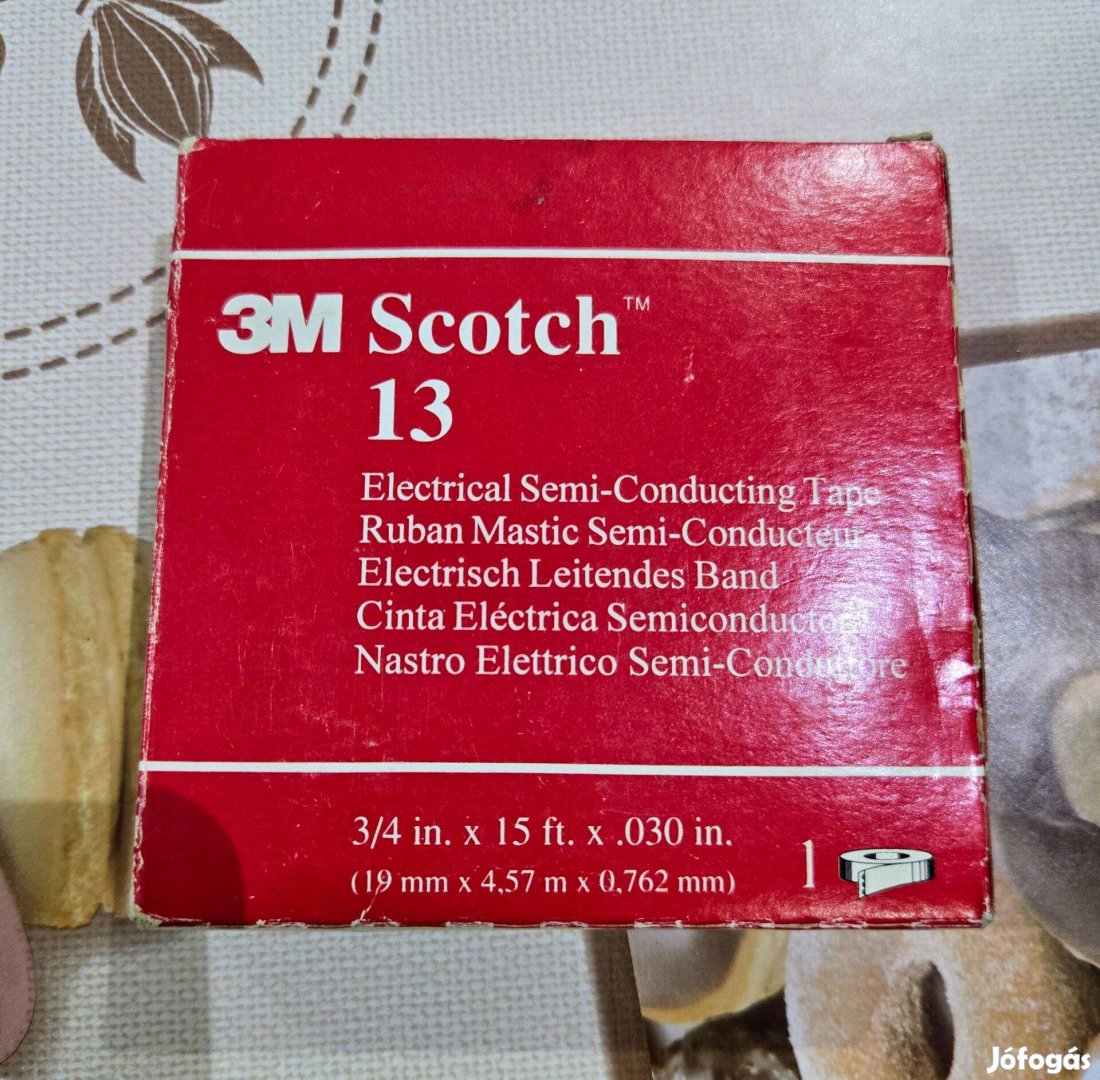 3M Scotch™
13
Electrical Semi-Conducting Tape
Ruban Mastic Semi-Conducteur
Electrisch Leitendes Band
Cinta Eléctrica Semiconductora
Nastro Elettrico Semi-Conduttore
3/4 in. x 15 ft. x .030 in.
(19 mm x 4,57 m x 0,762 mm)
1
Jófogás